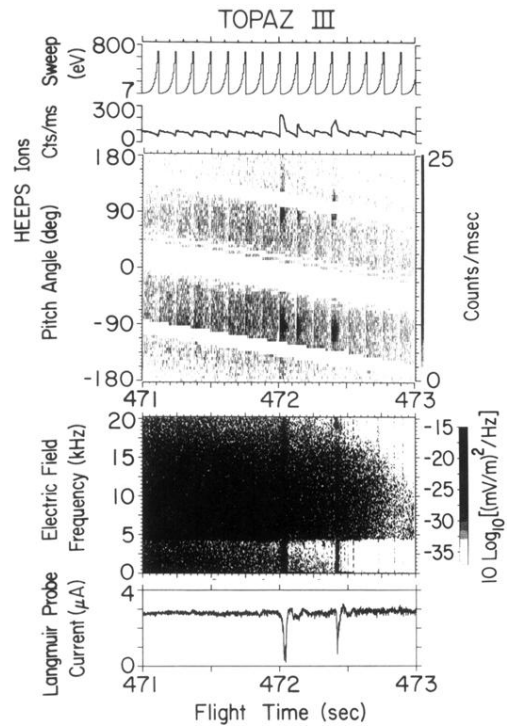 TOPAZ III
Sweep (eV)
800
7
Cts/ms
300
0
HEEPS Ions
Pitch Angle (deg)
180
90
0
-90
-180
25
Counts/msec
0
471 472 473
Electric Field
Frequency (kHz)
20
15
10
5
0
-15
-20
-25
-30
-35
10 Log10[(mV/m)²/Hz]
Langmuir Probe
Current (μA)
4
0
471 472 473
Flight Time (sec)